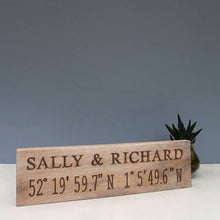 SALLY & RICHARD
52° 19' 59.7" N 1° 5' 49.6" W